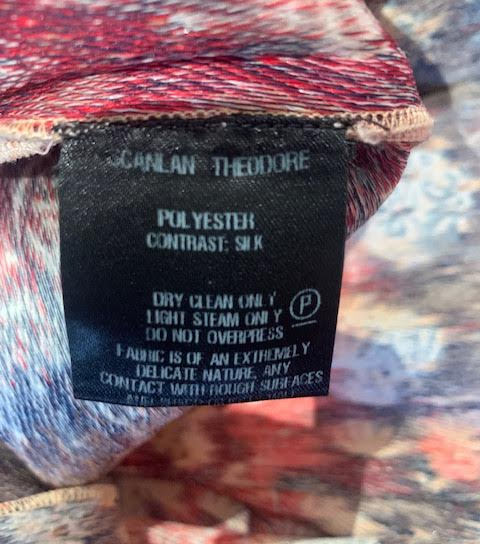 SCANLAN THEODORE
POLYESTER
CONTRAST: SILK
DRY CLEAN ONLY
P
LIGHT STEAM ONLY
DO NOT OVERPRESS
FABRIC IS OF AN EXTREMELY
DELICATE NATURE, ANY
CONTACT WITH ROUGH SURFACES